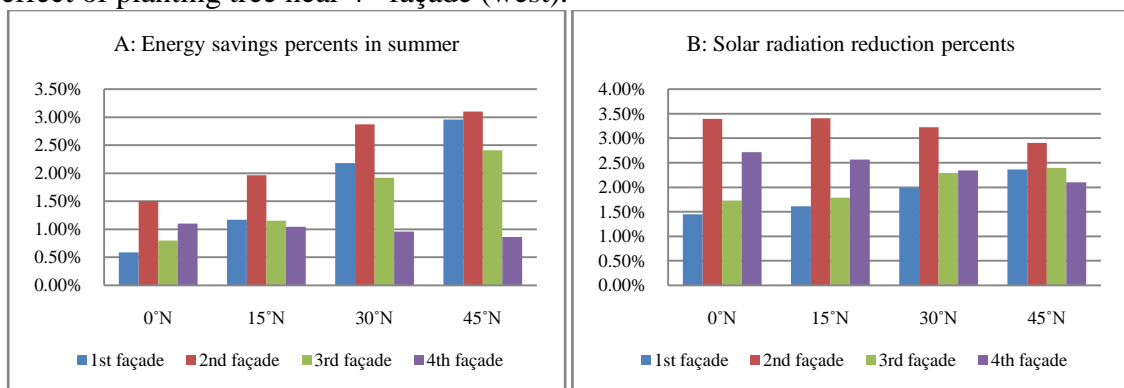 effect of planting tree near 4th façade (west).
A: Energy savings percents in summer
3.50%
3.00%
2.50%
2.00%
1.50%
1.00%
0.50%
0.00%
0˚N 15˚N 30˚N 45˚N
1st façade 2nd façade 3rd façade 4th façade
B: Solar radiation reduction percents
4.00%
3.50%
3.00%
2.50%
2.00%
1.50%
1.00%
0.50%
0.00%
0˚N 15˚N 30˚N 45˚N
1st façade 2nd façade 3rd façade 4th façade